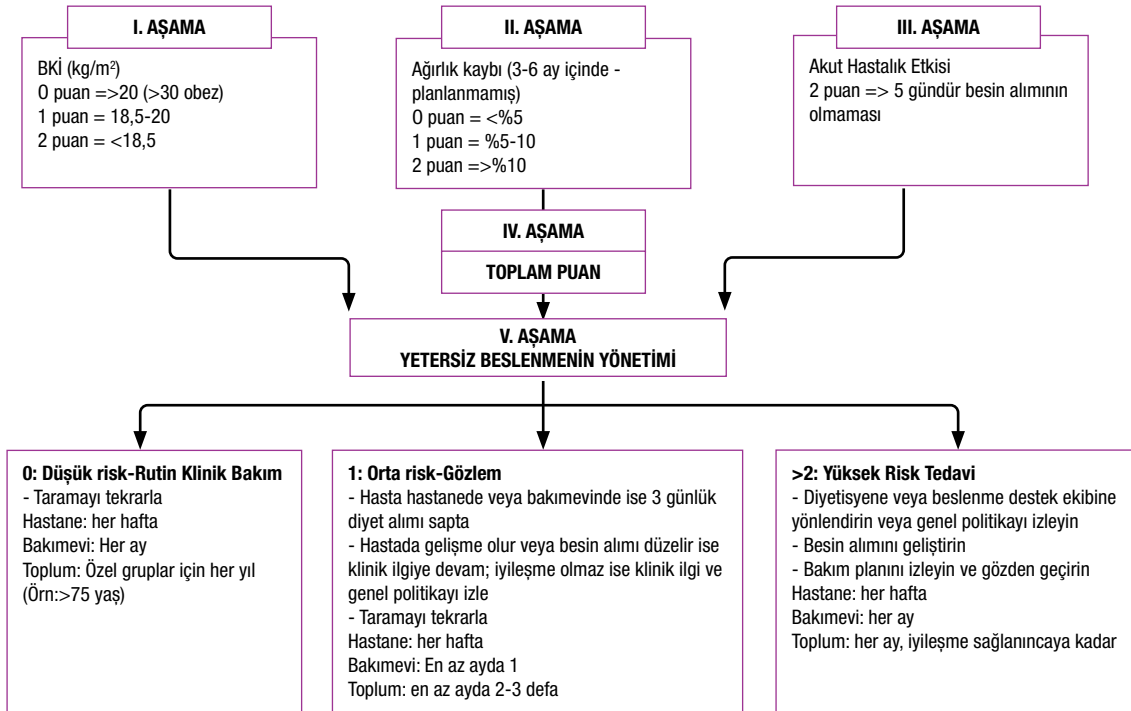 I. AŞAMA
BKİ (kg/m²)
0 puan =>20 (>30 obez)
1 puan = 18,5-20
2 puan = <18,5
II. AŞAMA
Ağırlık kaybı (3-6 ay içinde -
planlanmamış)
0 puan = <%5
1 puan = %5-10
2 puan =>%10
III. AŞAMA
Akut Hastalık Etkisi
2 puan => 5 gündür besin alımının
olmaması
IV. AŞAMA
TOPLAM PUAN
V. AŞAMA
YETERSİZ BESLENMENİN YÖNETİMİ
0: Düşük risk-Rutin Klinik Bakım
- Taramayı tekrarla
Hastane: her hafta
Bakımevi: Her ay
Toplum: Özel gruplar için her yıl
(Örn:>75 yaş)
1: Orta risk-Gözlem
- Hasta hastanede veya bakımevinde ise 3 günlük
diyet alımı sapta
- Hastada gelişme olur veya besin alımı düzelir ise
klinik ilgiye devam; iyileşme olmaz ise klinik ilgi ve
genel politikayı izle
- Taramayı tekrarla
Hastane: her hafta
Bakımevi: En az ayda 1
Toplum: en az ayda 2-3 defa
>2: Yüksek Risk Tedavi
- Diyetisyene veya beslenme destek ekibine
yönlendirin veya genel politikayı izleyin
- Besin alımını geliştirin
- Bakım planını izleyin ve gözden geçirin
Hastane: her hafta
Bakımevi: her ay
Toplum: her ay, iyileşme sağlanıncaya kadar